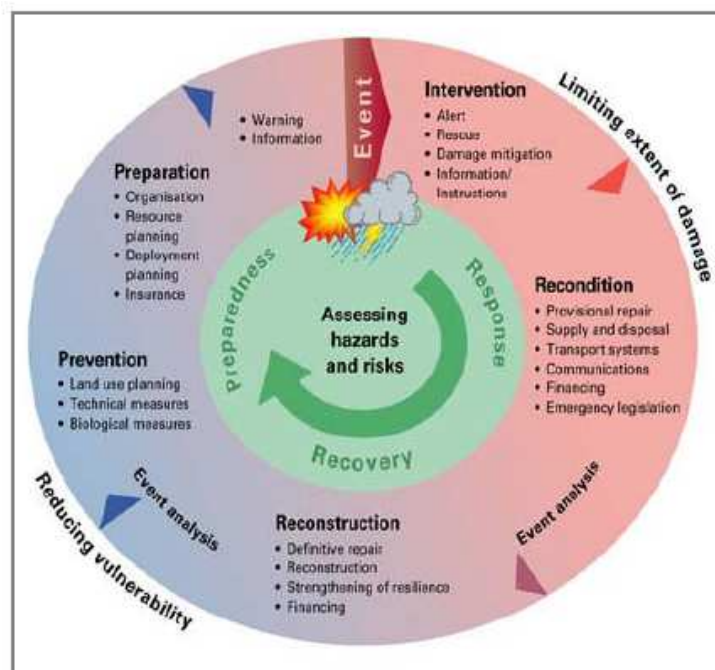 Event
Intervention
• Alert
• Rescue
• Damage mitigation
• Information/
Instructions
Limiting extent of damage
Recondition
• Provisional repair
• Supply and disposal
• Transport systems
• Communications
• Financing
• Emergency legislation
Event analysis
Reconstruction
• Definitive repair
• Reconstruction
• Strengthening of resilience
• Financing
Event analysis
Reducing vulnerability
Prevention
• Land use planning
• Technical measures
• Biological measures
Preparation
• Organisation
• Resource
planning
• Deployment
planning
• Insurance
• Warning
• Information
Preparedness
Response
Recovery
Assessing
hazards
and risks